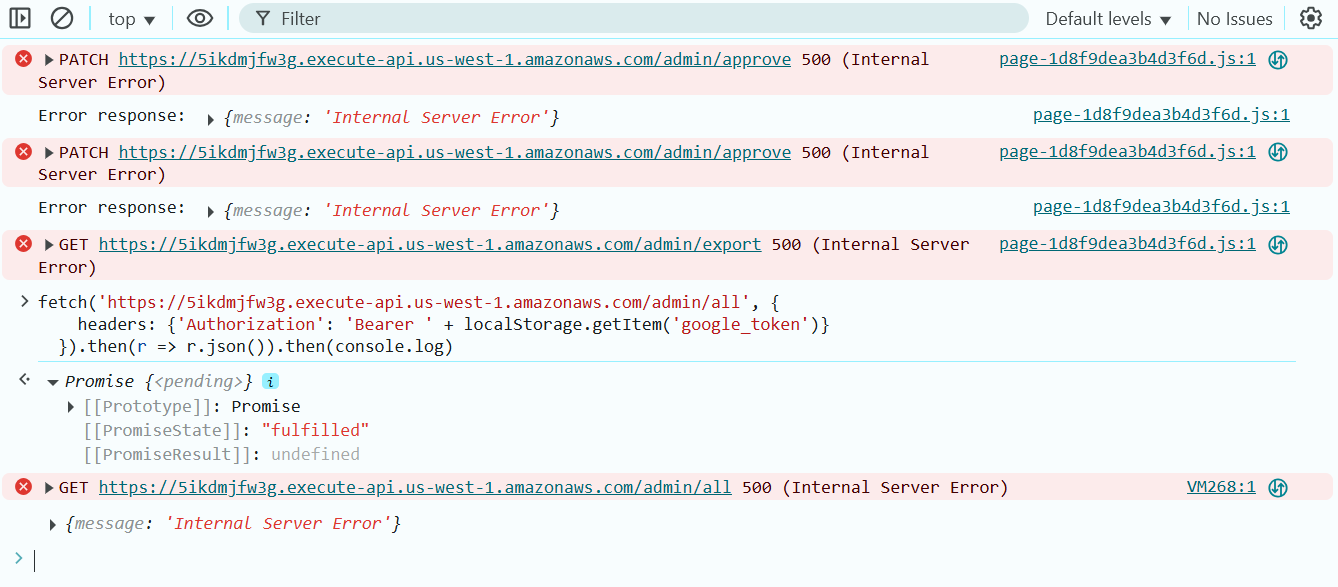 top ▼ Filter Default levels ▼ No Issues
PATCH https://5ikdmjfw3g.execute-api.us-west-1.amazonaws.com/admin/approve 500 (Internal page-1d8f9dea3b4d3f6d.js:1
Server Error)
Error response: ▶ {message: 'Internal Server Error'} page-1d8f9dea3b4d3f6d.js:1
PATCH https://5ikdmjfw3g.execute-api.us-west-1.amazonaws.com/admin/approve 500 (Internal page-1d8f9dea3b4d3f6d.js:1
Server Error)
Error response: ▶ {message: 'Internal Server Error'} page-1d8f9dea3b4d3f6d.js:1
GET https://5ikdmjfw3g.execute-api.us-west-1.amazonaws.com/admin/export 500 (Internal Server page-1d8f9dea3b4d3f6d.js:1
Error)
> fetch('https://5ikdmjfw3g.execute-api.us-west-1.amazonaws.com/admin/all', {
headers: {'Authorization': 'Bearer ' + localStorage.getItem('google_token')}
}).then(r => r.json()).then(console.log)
▼ Promise {<pending>} i
▶ [[Prototype]]: Promise
[[PromiseState]]: "fulfilled"
[[PromiseResult]]: undefined
GET https://5ikdmjfw3g.execute-api.us-west-1.amazonaws.com/admin/all 500 (Internal Server Error) VM268:1
▶ {message: 'Internal Server Error'}
>